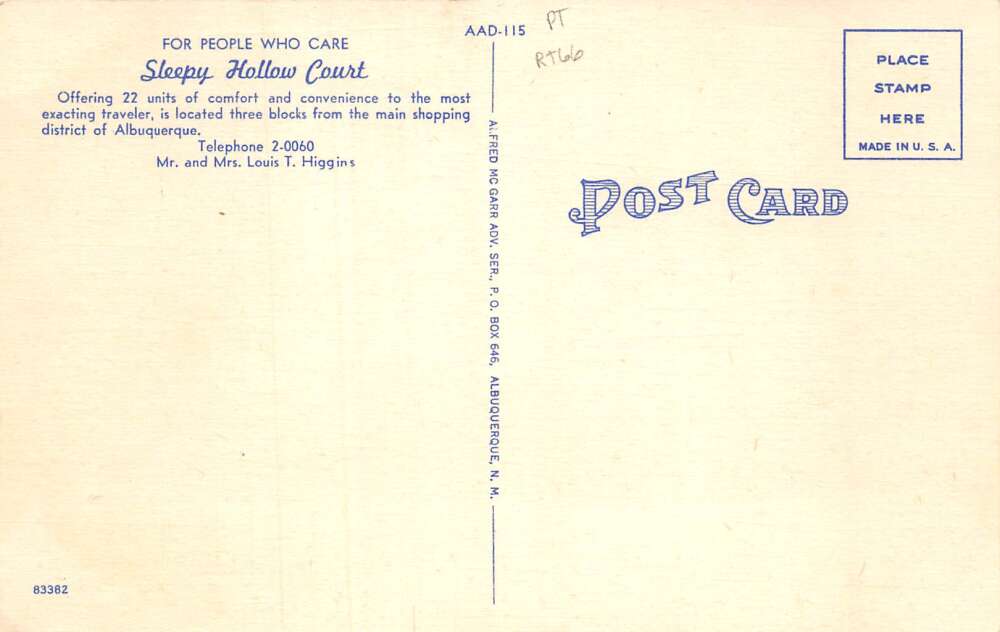 FOR PEOPLE WHO CARE
Sleepy Hollow Court
Offering 22 units of comfort and convenience to the most
exacting traveler, is located three blocks from the main shopping
district of Albuquerque.
Telephone 2-0060
Mr. and Mrs. Louis T. Higgins
83382
AAD-115
ALFRED MC GARR ADV. SER., P. O. BOX 646, ALBUQUERQUE, N. M.
PT
Rt66
POST CARD
PLACE
STAMP
HERE
MADE IN U. S. A.